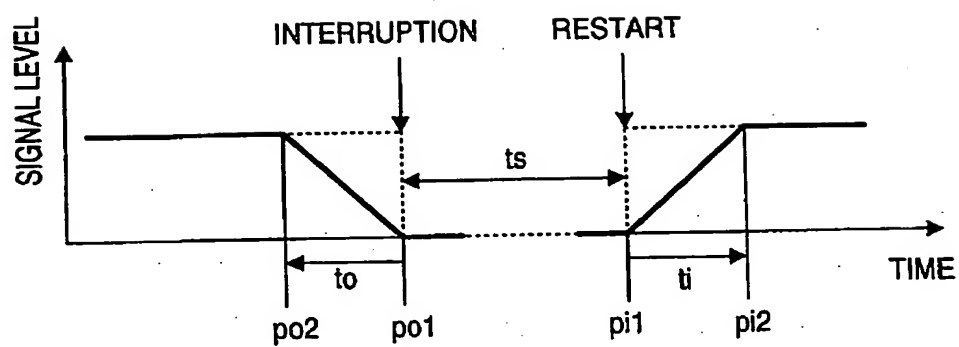 INTERRUPTION
RESTART
SIGNAL LEVEL
ts
to
ti
TIME
po2
po1
pi1
pi2